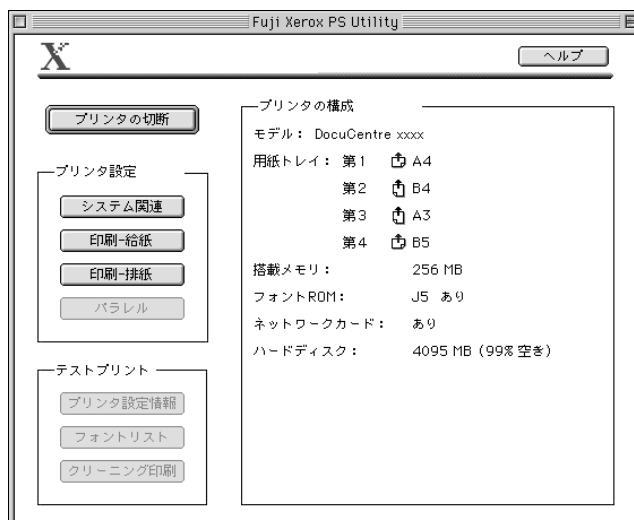 Fuji Xerox PS Utility
X
ヘルプ
プリンタの切断
プリンタ設定
システム関連
印刷-給紙
印刷-排紙
パラレル
テストプリント
プリンタ設定情報
フォントリスト
クリーニング印刷
プリンタの構成
モデル： DocuCentre xxxx
用紙トレイ： 第1 A4
第2 B4
第3 A3
第4 B5
搭載メモリ： 256 MB
フォントROM： J5 あり
ネットワークカード： あり
ハードディスク： 4095 MB (99% 空き)